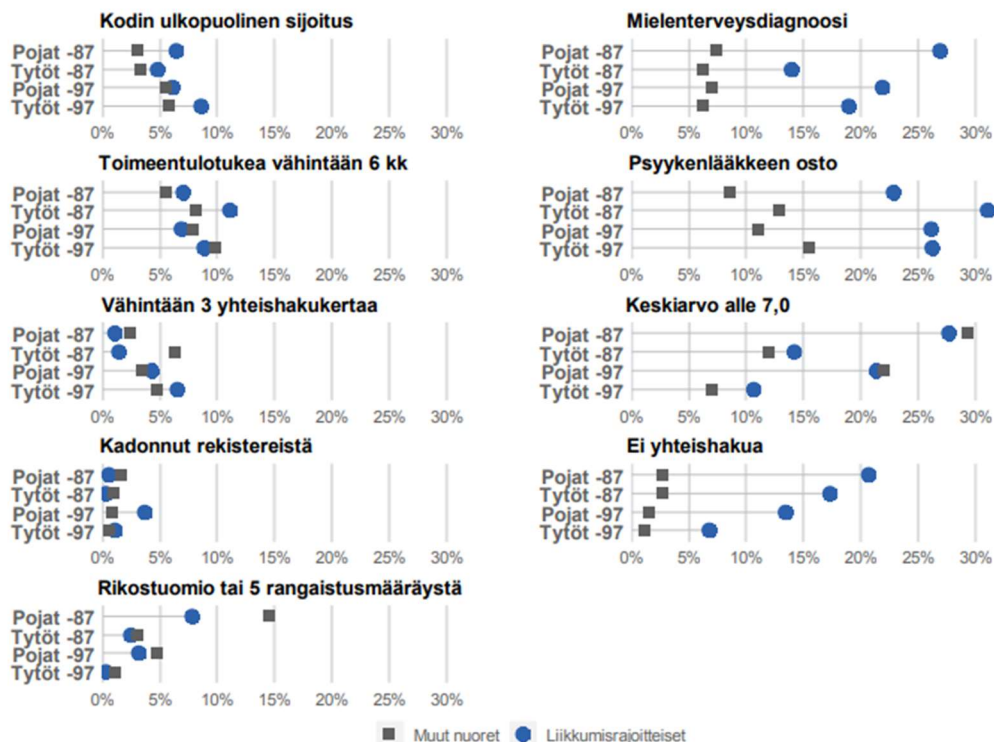 Kodin ulkopuolinen sijoitus
Pojat -87
Tytöt -87
Pojat -97
Tytöt -97
0% 5% 10% 15% 20% 25% 30%
Toimeentulotukea vähintään 6 kk
Pojat -87
Tytöt -87
Pojat -97
Tytöt -97
0% 5% 10% 15% 20% 25% 30%
Vähintään 3 yhteishakukertaa
Pojat -87
Tytöt -87
Pojat -97
Tytöt -97
0% 5% 10% 15% 20% 25% 30%
Kadonnut rekistereistä
Pojat -87
Tytöt -87
Pojat -97
Tytöt -97
0% 5% 10% 15% 20% 25% 30%
Rikostuomio tai 5 rangaistusmääräystä
Pojat -87
Tytöt -87
Pojat -97
Tytöt -97
0% 5% 10% 15% 20% 25% 30%
Mielenterveysdiagnoosi
Pojat -87
Tytöt -87
Pojat -97
Tytöt -97
0% 5% 10% 15% 20% 25% 30%
Psyykenlääkkeen osto
Pojat -87
Tytöt -87
Pojat -97
Tytöt -97
0% 5% 10% 15% 20% 25% 30%
Keskiarvo alle 7,0
Pojat -87
Tytöt -87
Pojat -97
Tytöt -97
0% 5% 10% 15% 20% 25% 30%
Ei yhteishakua
Pojat -87
Tytöt -87
Pojat -97
Tytöt -97
0% 5% 10% 15% 20% 25% 30%
Muut nuoret Liikkumisrajoitteiset